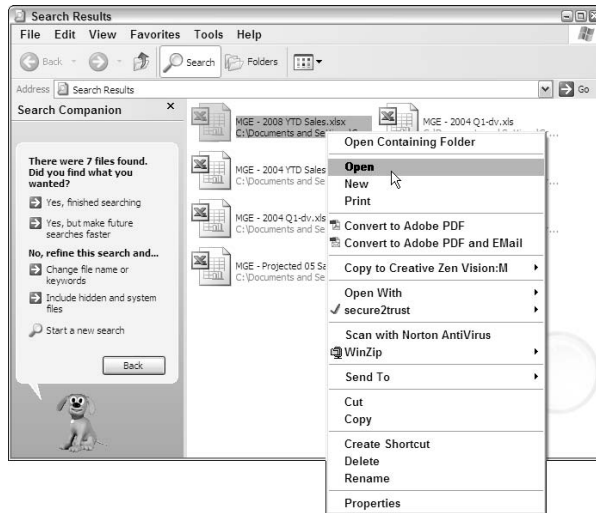 Search Results
File Edit View Favorites Tools Help
Back Search Folders
Address Search Results Go
Search Companion
There were 7 files found.
Did you find what you
wanted?
Yes, finished searching
Yes, but make future
searches faster
No, refine this search and...
Change file name or
keywords
Include hidden and system
files
Start a new search
Back
MGE - 2008 YTD Sales.xlsx
C:\Documents and
MGE - 2004 Q1-dv.xls
MGE - 2004 YTD Sales
C:\Documents and Se
MGE - 2004 Q1-dv.xls
C:\Documents and Se
MGE - Projected 05 Sa
C:\Documents and Se
Open Containing Folder
Open
New
Print
Convert to Adobe PDF
Convert to Adobe PDF and EMail
Copy to Creative Zen Vision:M
Open With
secure2trust
Scan with Norton AntiVirus
WinZip
Send To
Cut
Copy
Create Shortcut
Delete
Rename
Properties